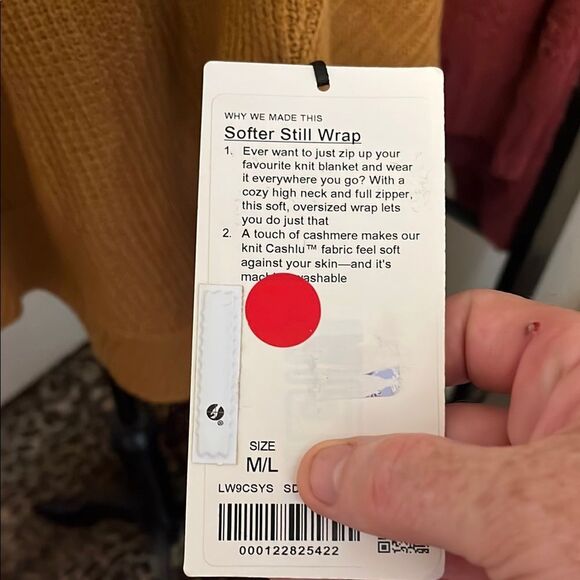 WHY WE MADE THIS
Softer Still Wrap
1. Ever want to just zip up your
favourite knit blanket and wear
it everywhere you go? With a
cozy high neck and full zipper,
this soft, oversized wrap lets
you do just that
2. A touch of cashmere makes our
knit Cashlu™ fabric feel soft
against your skin—and it's
®
SIZE
M/L
LW9CSYS
000122825422